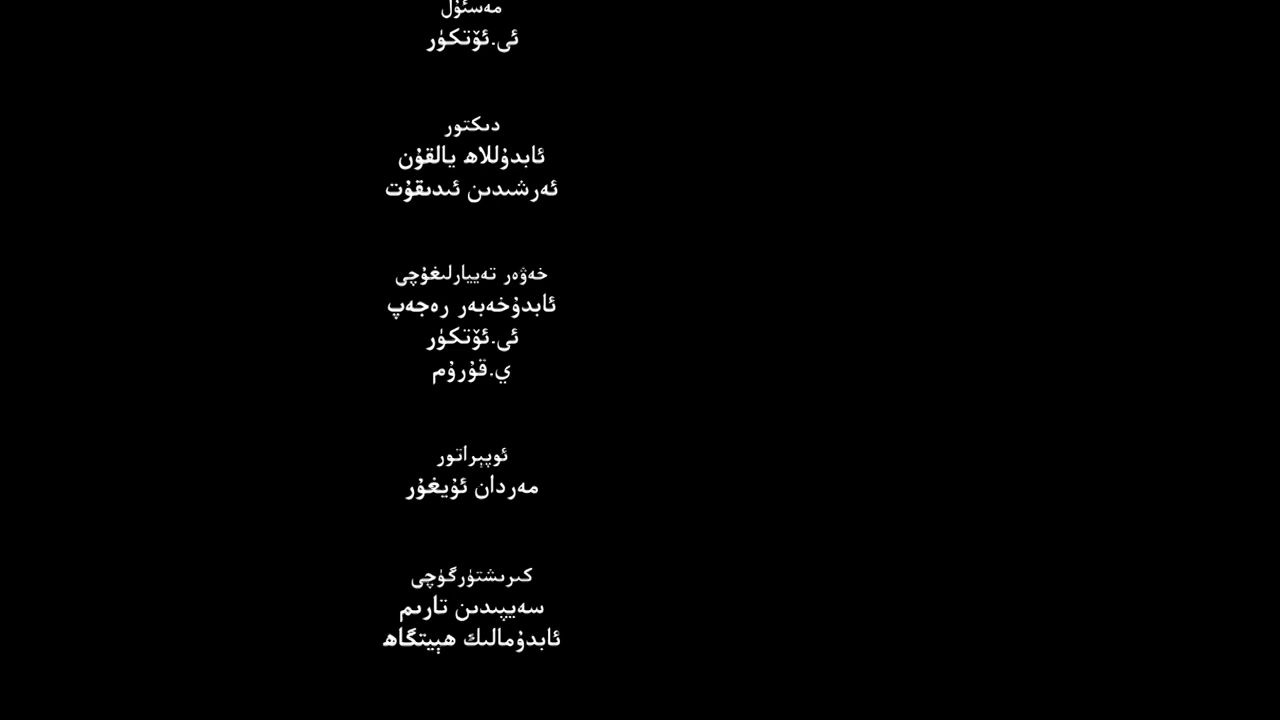 مەسئۇل
ئى.ئۆتكۈر
دىكتور
ئابدۇللاھ يالقۇن
ئەرشىدىن ئىدىقۇت
خەۋەر تەييارلىغۇچى
ئابدۇخەبەر رەجەپ
ئى.ئۆتكۈر
ي.قۇرۇم
ئوپېراتور
مەردان ئۇيغۇر
كىرىشتۈرگۈچى
سەيپىدىن تارىم
ئابدۇمالىك ھېيتگاھ